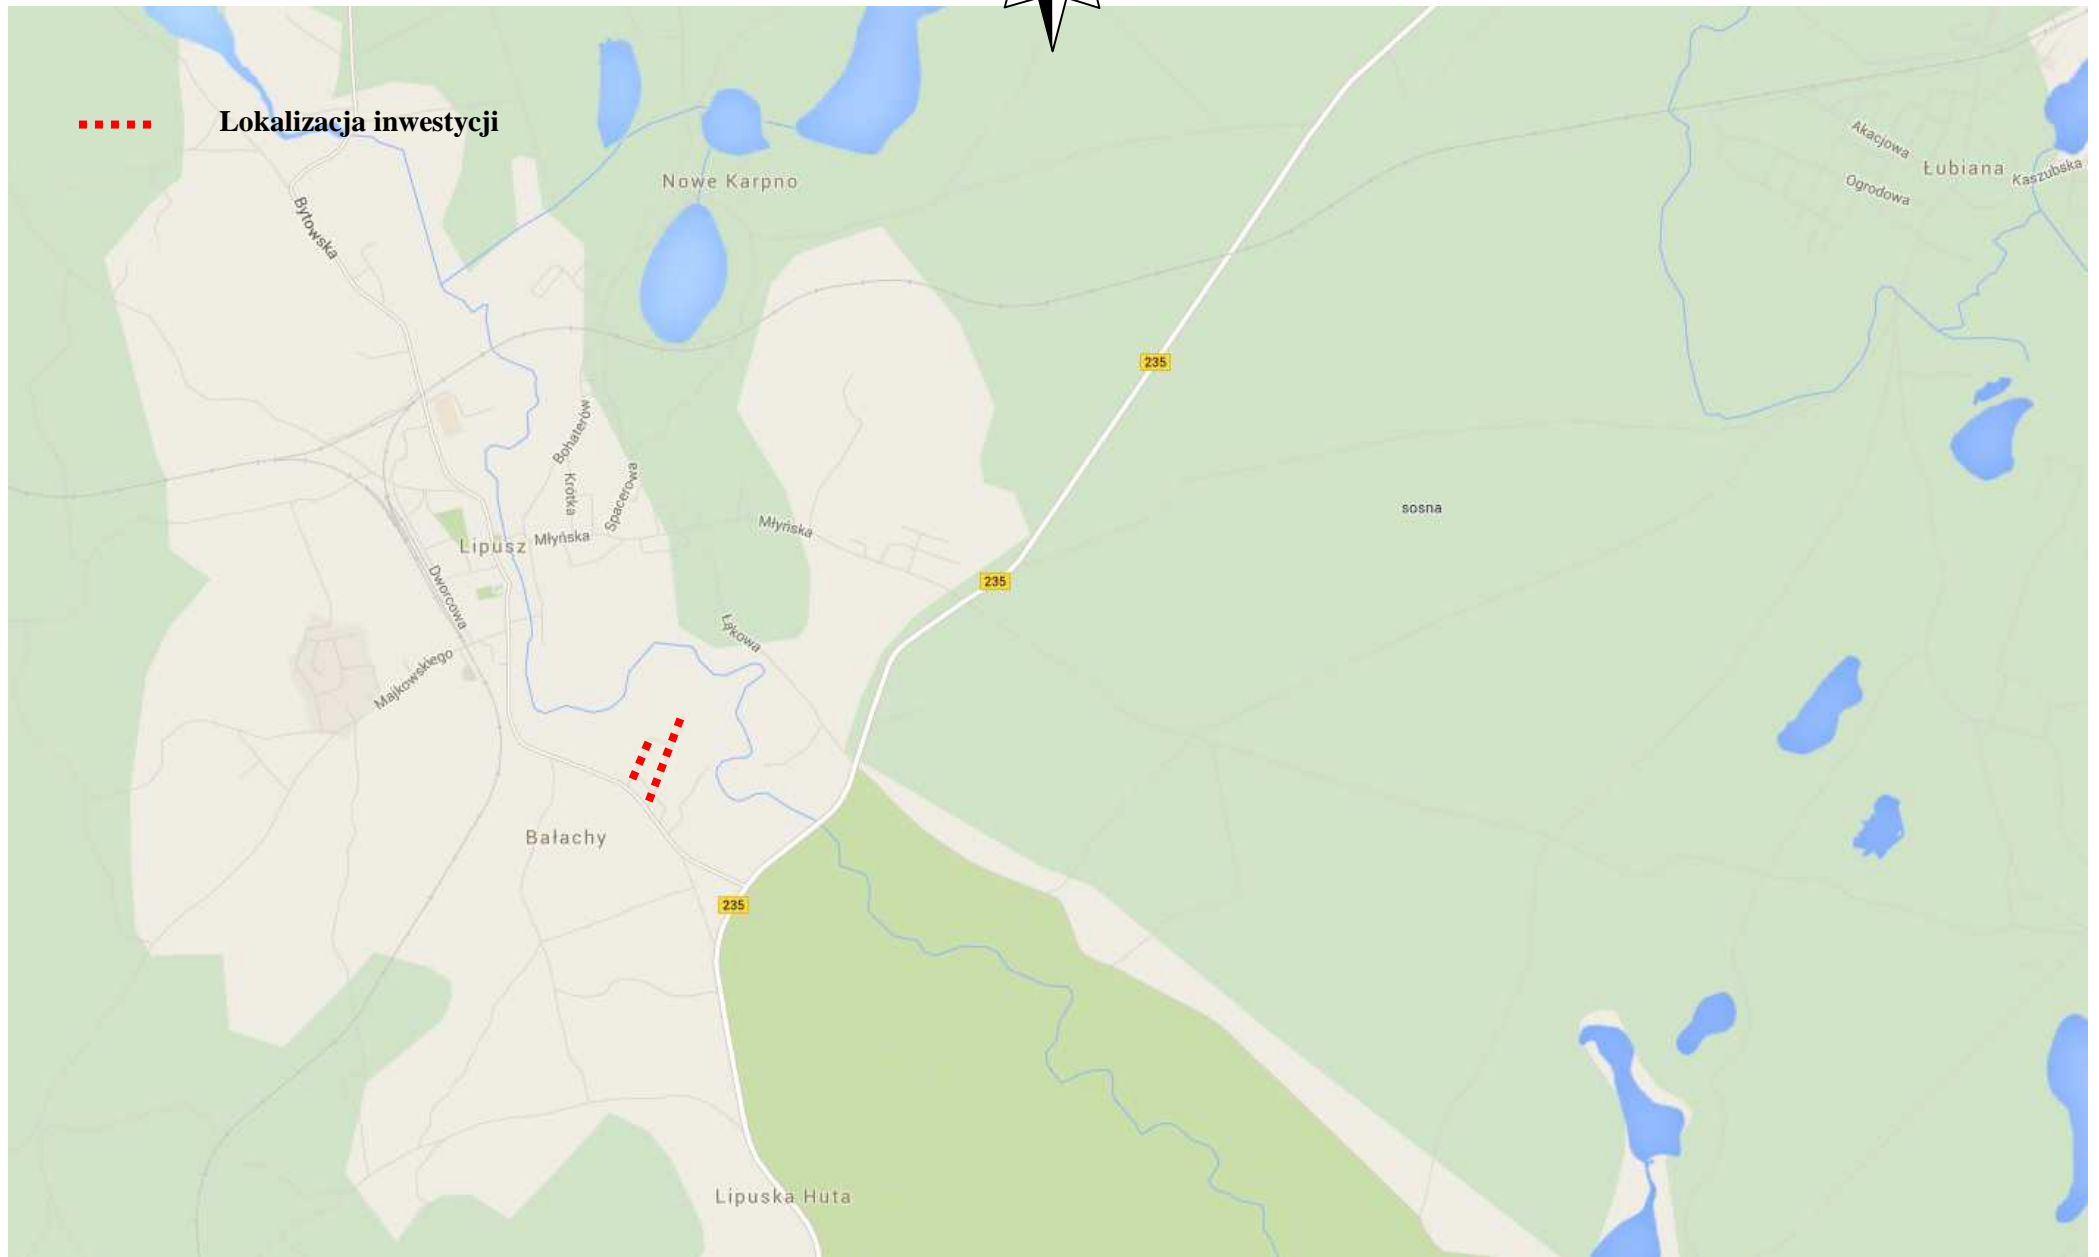 Lokalizacja inwestycji
Akacjowa
Łubiana
Kaszubska
Ogrodowa
Nowe Karpno
Bytowska
235
Bohaterów
Krótka
Spacerowa
sosna
Młyńska
Młyńska
Lipusz
235
Dworcowa
Łąkowa
Majkowskiego
Bałachy
235
Lipuska Huta